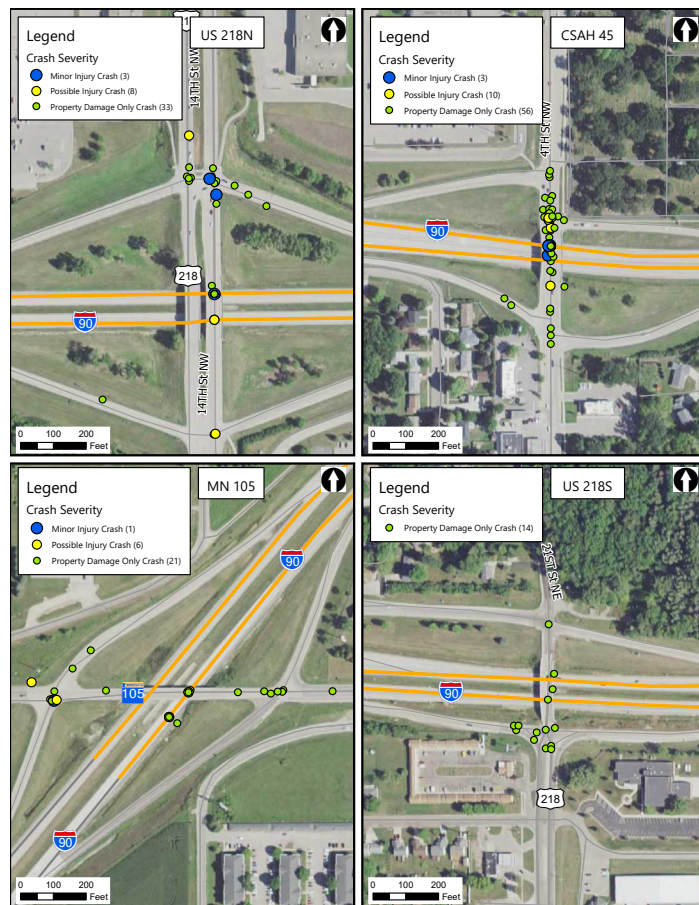 US 218N
Legend
Crash Severity
Minor Injury Crash (3)
Possible Injury Crash (8)
Property Damage Only Crash (33)
14TH St NW
218
90
14TH St NW
0 100 200
Feet
CSAH 45
Legend
Crash Severity
Minor Injury Crash (3)
Possible Injury Crash (10)
Property Damage Only Crash (56)
4TH St NW
90
0 100 200
Feet
MN 105
Legend
Crash Severity
Minor Injury Crash (1)
Possible Injury Crash (6)
Property Damage Only Crash (21)
90
105
90
0 100 200
Feet
US 218S
Legend
Crash Severity
Property Damage Only Crash (14)
21ST St NE
90
218
0 100 200
Feet